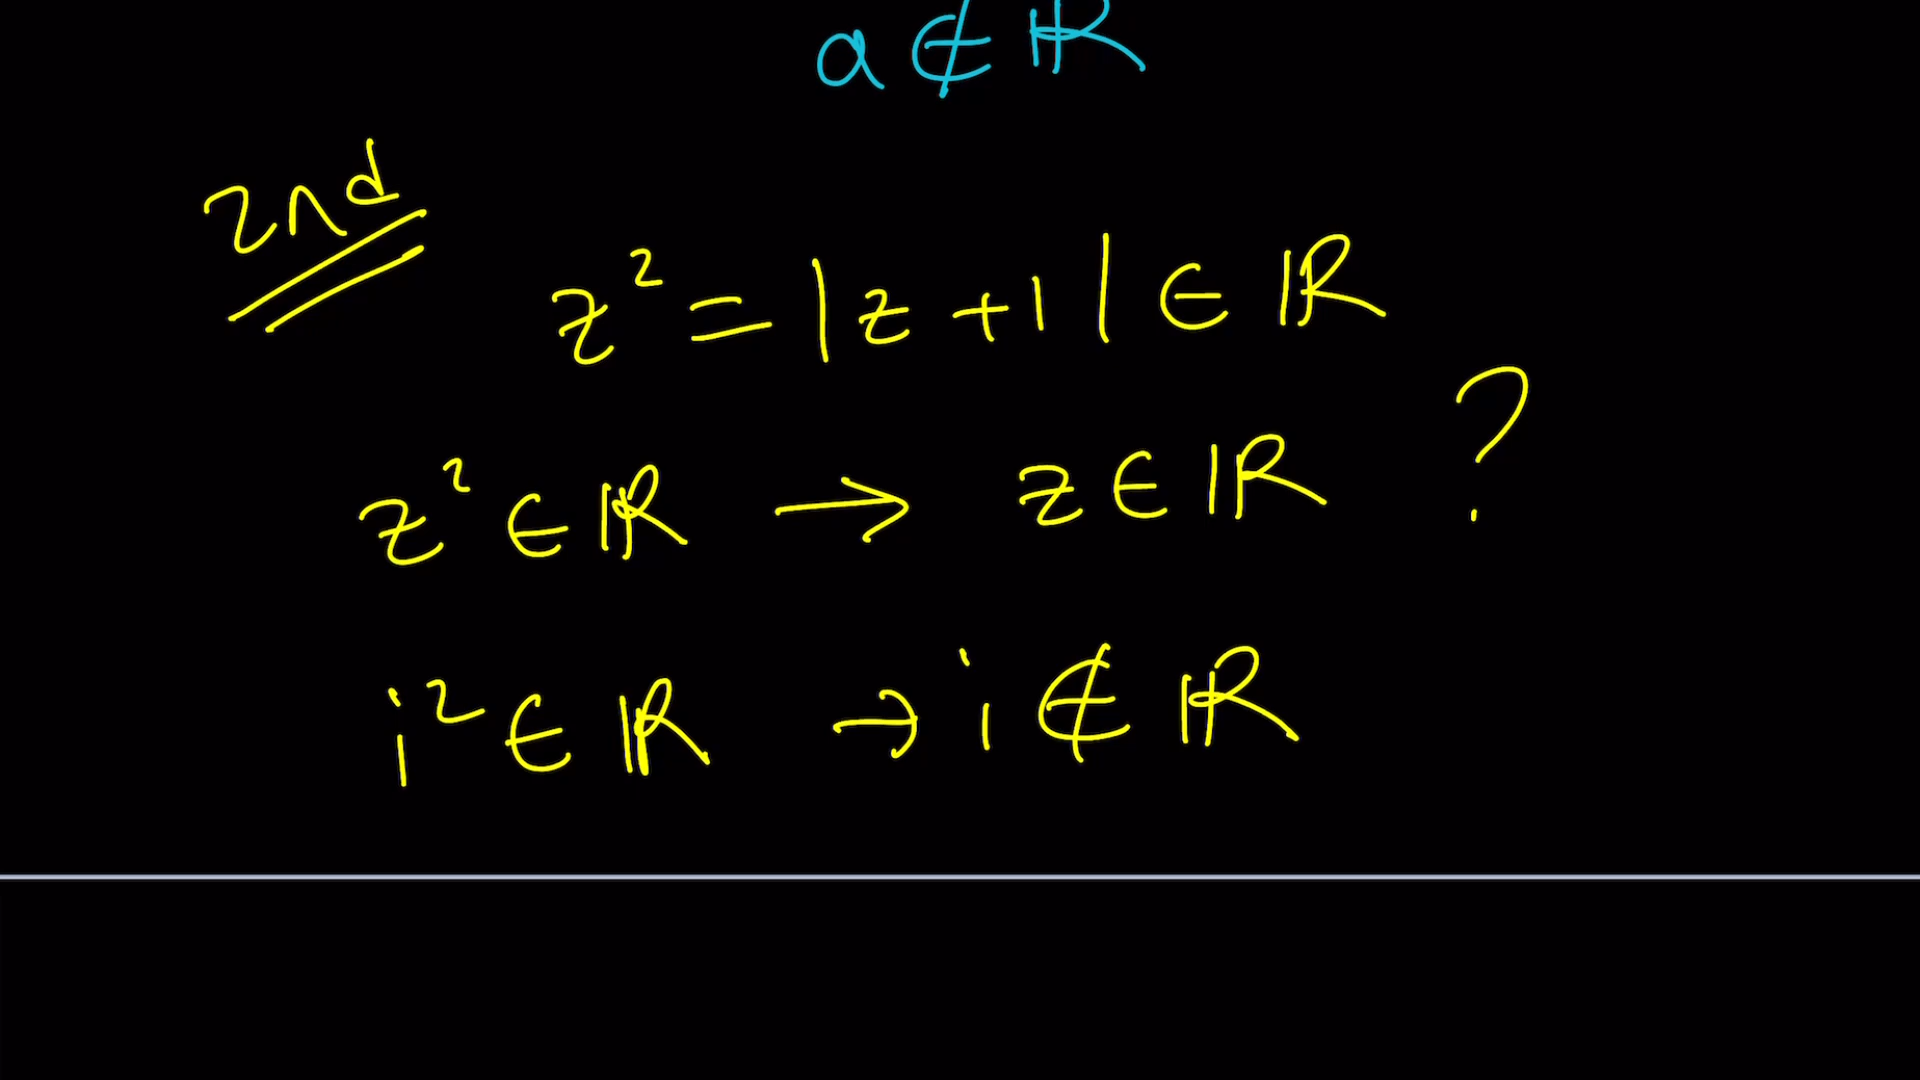 a ∉ ℝ
2nd
z² = |z + 1| ∈ ℝ
z² ∈ ℝ → z ∈ ℝ ?
i² ∈ ℝ → i ∉ ℝ